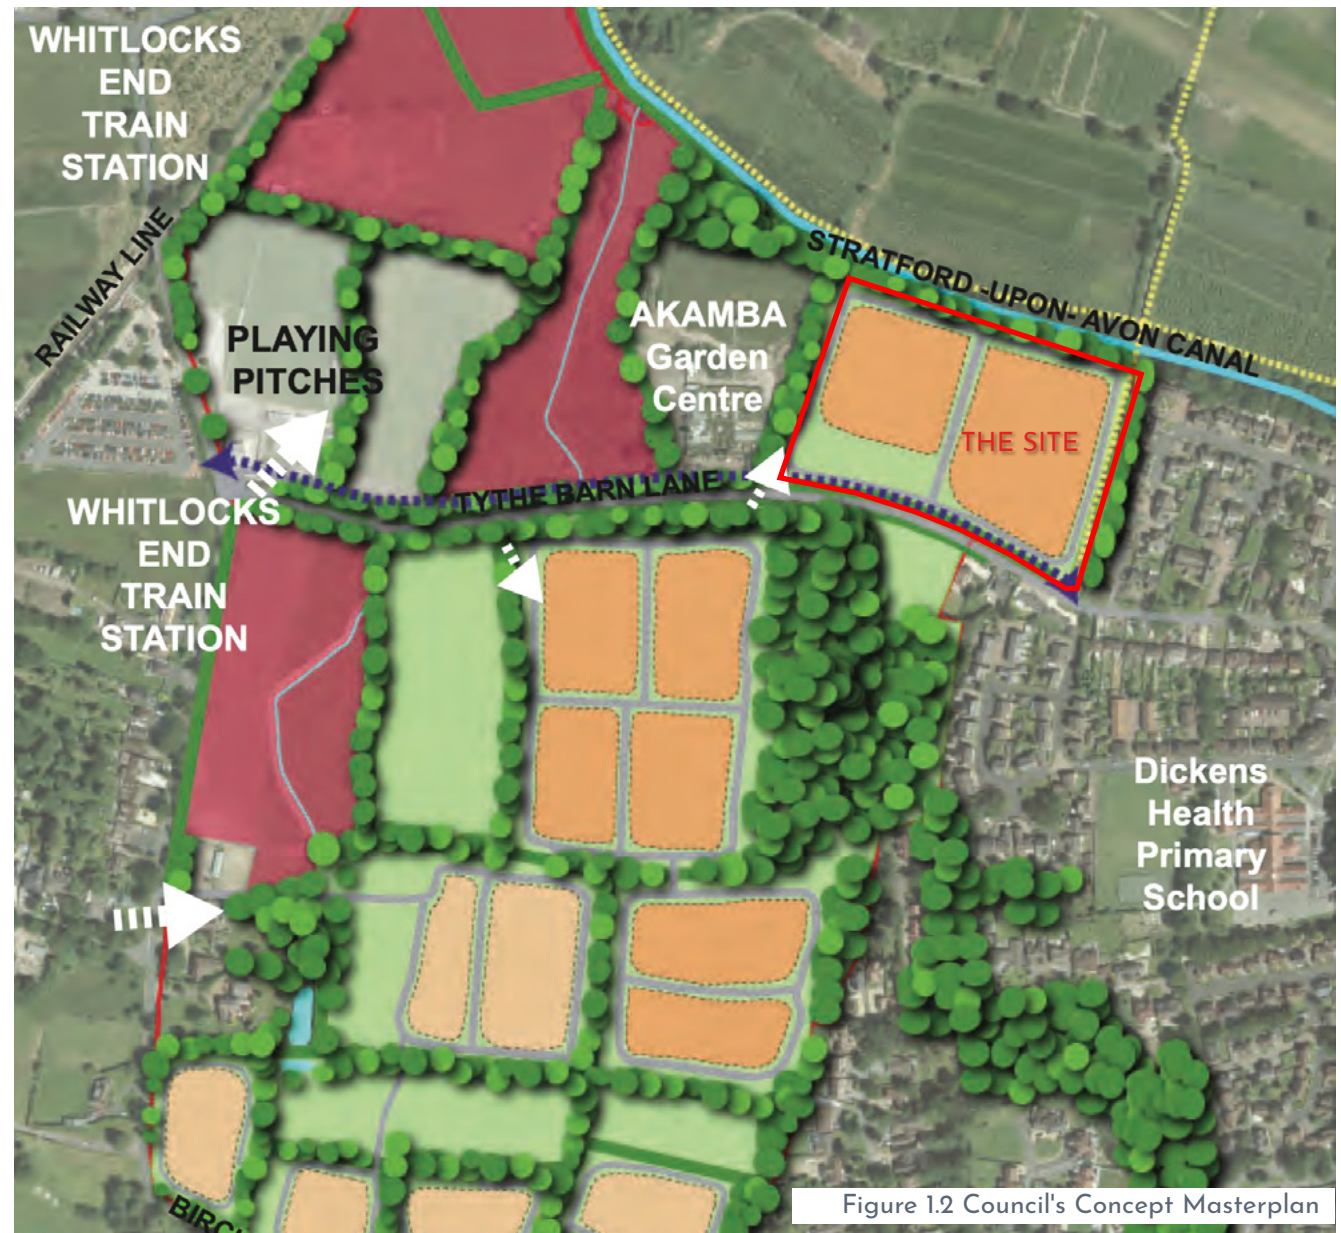 WHITLOCKS
END
TRAIN
STATION
RAILWAY LINE
STRATFORD -UPON- AVON CANAL
PLAYING
PITCHES
AKAMBA
Garden
Centre
THE SITE
TYTHE BARN LANE
WHITLOCKS
END
TRAIN
STATION
Dickens
Health
Primary
School
BIRCH
Figure 1.2 Council's Concept Masterplan